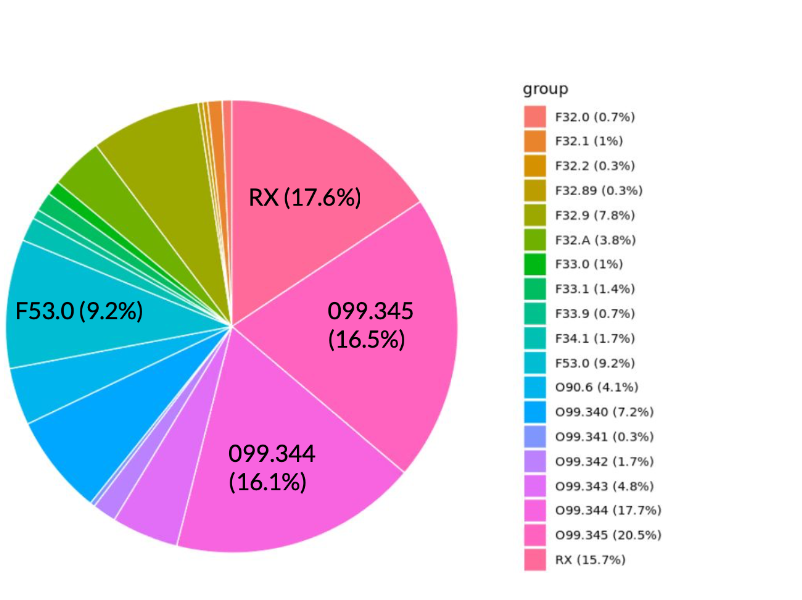 group
F32.0 (0.7%)
F32.1 (1%)
F32.2 (0.3%)
F32.89 (0.3%)
F32.9 (7.8%)
F32.A (3.8%)
F33.0 (1%)
F33.1 (1.4%)
F33.9 (0.7%)
F34.1 (1.7%)
F53.0 (9.2%)
O90.6 (4.1%)
O99.340 (7.2%)
O99.341 (0.3%)
O99.342 (1.7%)
O99.343 (4.8%)
O99.344 (17.7%)
O99.345 (20.5%)
RX (15.7%)
RX (17.6%)
099.345
(16.5%)
F53.0 (9.2%)
099.344
(16.1%)